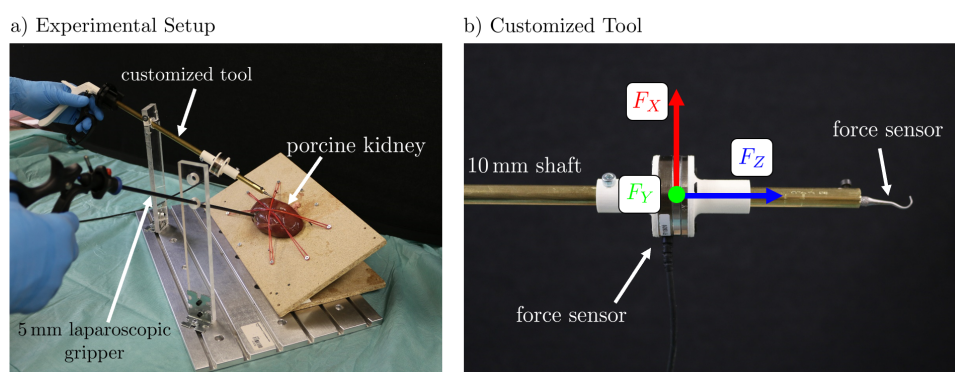 a) Experimental Setup
customized tool
porcine kidney
5 mm laparoscopic
gripper
b) Customized Tool
F_X
force sensor
10 mm shaft
F_Z
F_Y
force sensor